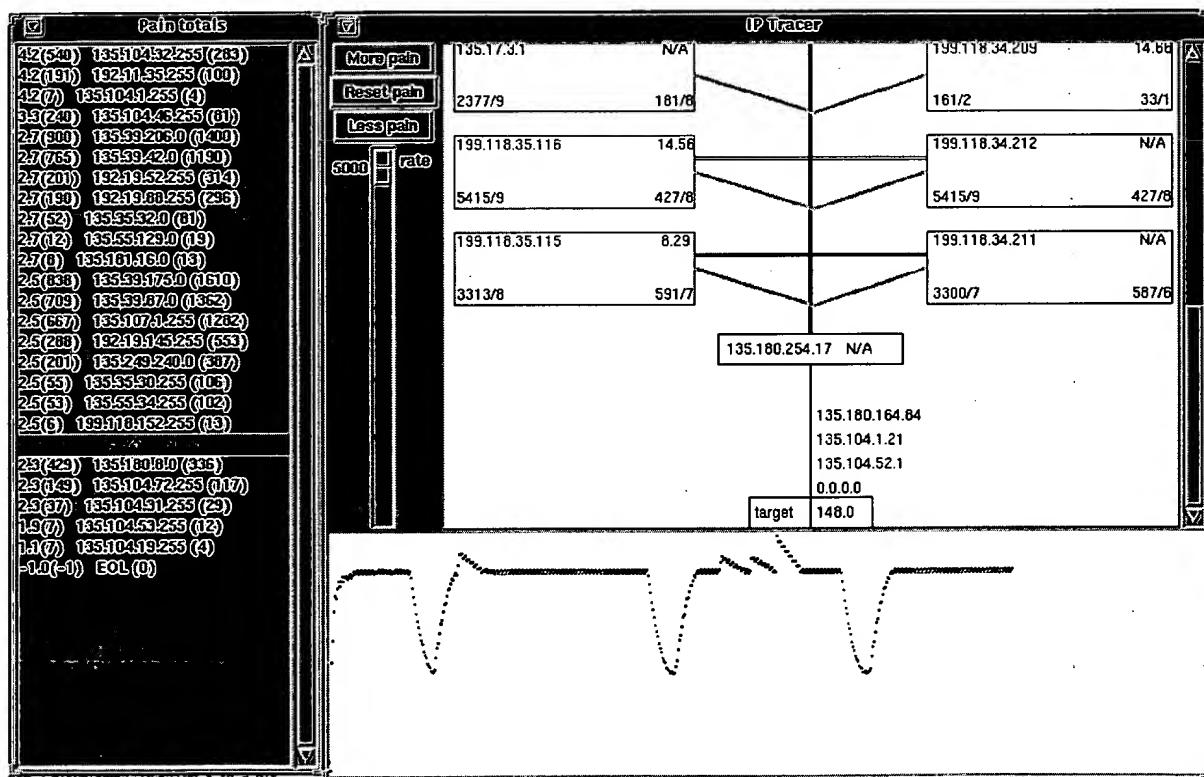 Pain totals
4.2(540) 135.104.32.255 (283)
4.2(191) 192.11.35.255 (100)
4.2(7) 135.104.1.255 (4)
3.3(240) 135.104.46.255 (81)
2.7(900) 135.99.206.0 (1400)
2.7(765) 135.39.42.0 (1190)
2.7(201) 192.19.52.255 (314)
2.7(190) 192.19.88.255 (296)
2.7(52) 135.35.32.0 (81)
2.7(12) 135.55.129.0 (19)
2.7(8) 135.181.16.0 (13)
2.5(838) 135.39.175.0 (1610)
2.5(709) 135.39.87.0 (1362)
2.5(667) 135.107.1.255 (1282)
2.5(288) 192.19.145.255 (553)
2.5(201) 135.249.240.0 (387)
2.5(55) 135.35.30.255 (106)
2.5(53) 135.55.34.255 (102)
2.5(6) 199.118.152.255 (13)
2.3(429) 135.180.8.0 (336)
2.3(149) 135.104.72.255 (117)
2.3(37) 135.104.31.255 (29)
1.9(7) 135.104.53.255 (12)
1.1(7) 135.104.19.255 (4)
-1.0(-1) EOL (0)
IP Tracer
More pain
Reset pain
Less pain
5000 rate
135.17.3.1 N/A
2377/9 181/8
199.118.34.209 14.66
161/2 33/1
199.118.35.116 14.56
5415/9 427/8
199.118.34.212 N/A
5415/9 427/8
199.118.35.115 8.29
3313/8 591/7
199.118.34.211 N/A
3300/7 587/6
135.180.254.17 N/A
135.180.164.84
135.104.1.21
135.104.52.1
0.0.0.0
target 148.0